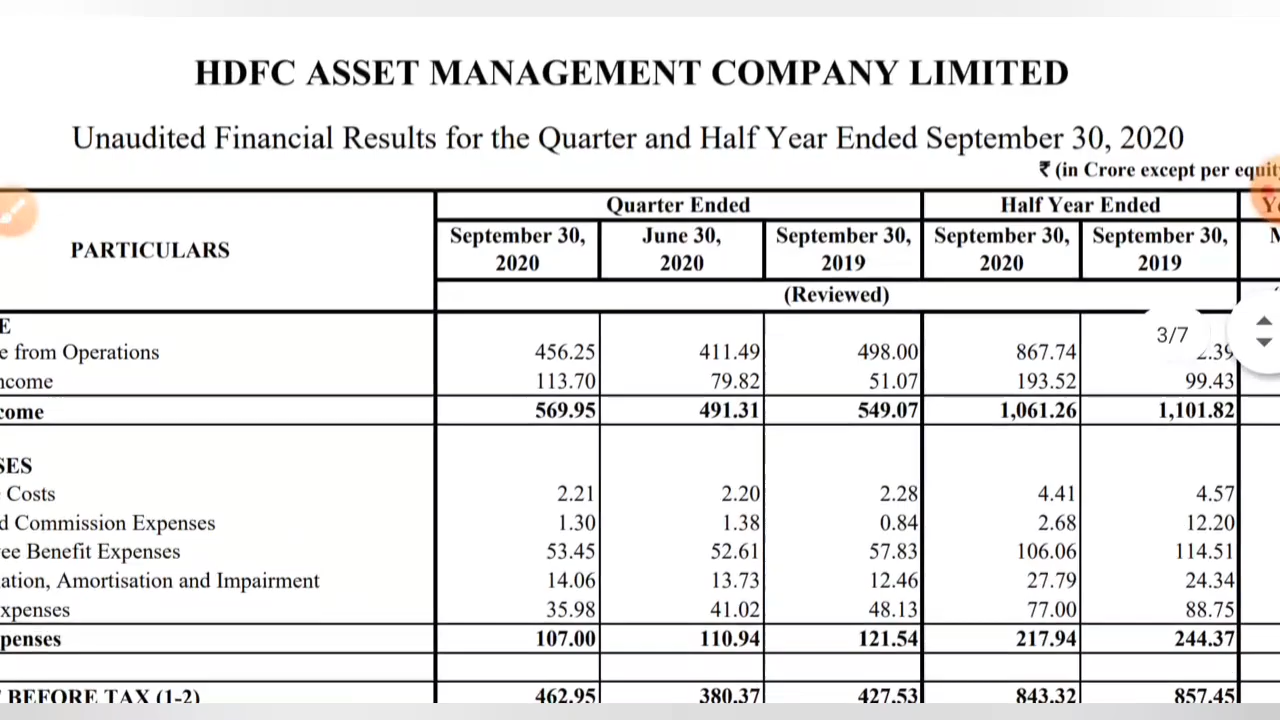 HDFC ASSET MANAGEMENT COMPANY LIMITED
Unaudited Financial Results for the Quarter and Half Year Ended September 30, 2020
₹ (in Crore except per equit
Quarter Ended Half Year Ended
PARTICULARS September 30, 2020 June 30, 2020 September 30, 2019 September 30, 2020 September 30, 2019
(Reviewed)
3/7
E
e from Operations 456.25 411.49 498.00 867.74 2.39
ncome 113.70 79.82 51.07 193.52 99.43
come 569.95 491.31 549.07 1,061.26 1,101.82
SES
Costs 2.21 2.20 2.28 4.41 4.57
d Commission Expenses 1.30 1.38 0.84 2.68 12.20
ee Benefit Expenses 53.45 52.61 57.83 106.06 114.51
ation, Amortisation and Impairment 14.06 13.73 12.46 27.79 24.34
xpenses 35.98 41.02 48.13 77.00 88.75
penses 107.00 110.94 121.54 217.94 244.37
BEFORE TAX (1-2) 462.95 380.37 427.53 843.32 857.45